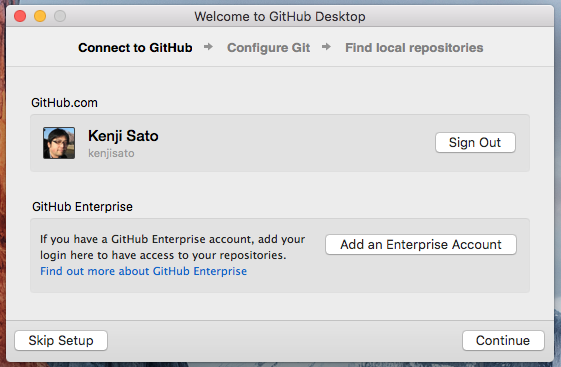 Welcome to GitHub Desktop
Connect to GitHub → Configure Git → Find local repositories
GitHub.com
Kenji Sato
kenjisato
Sign Out
GitHub Enterprise
If you have a GitHub Enterprise account, add your
login here to have access to your repositories.
Find out more about GitHub Enterprise
Add an Enterprise Account
Skip Setup
Continue